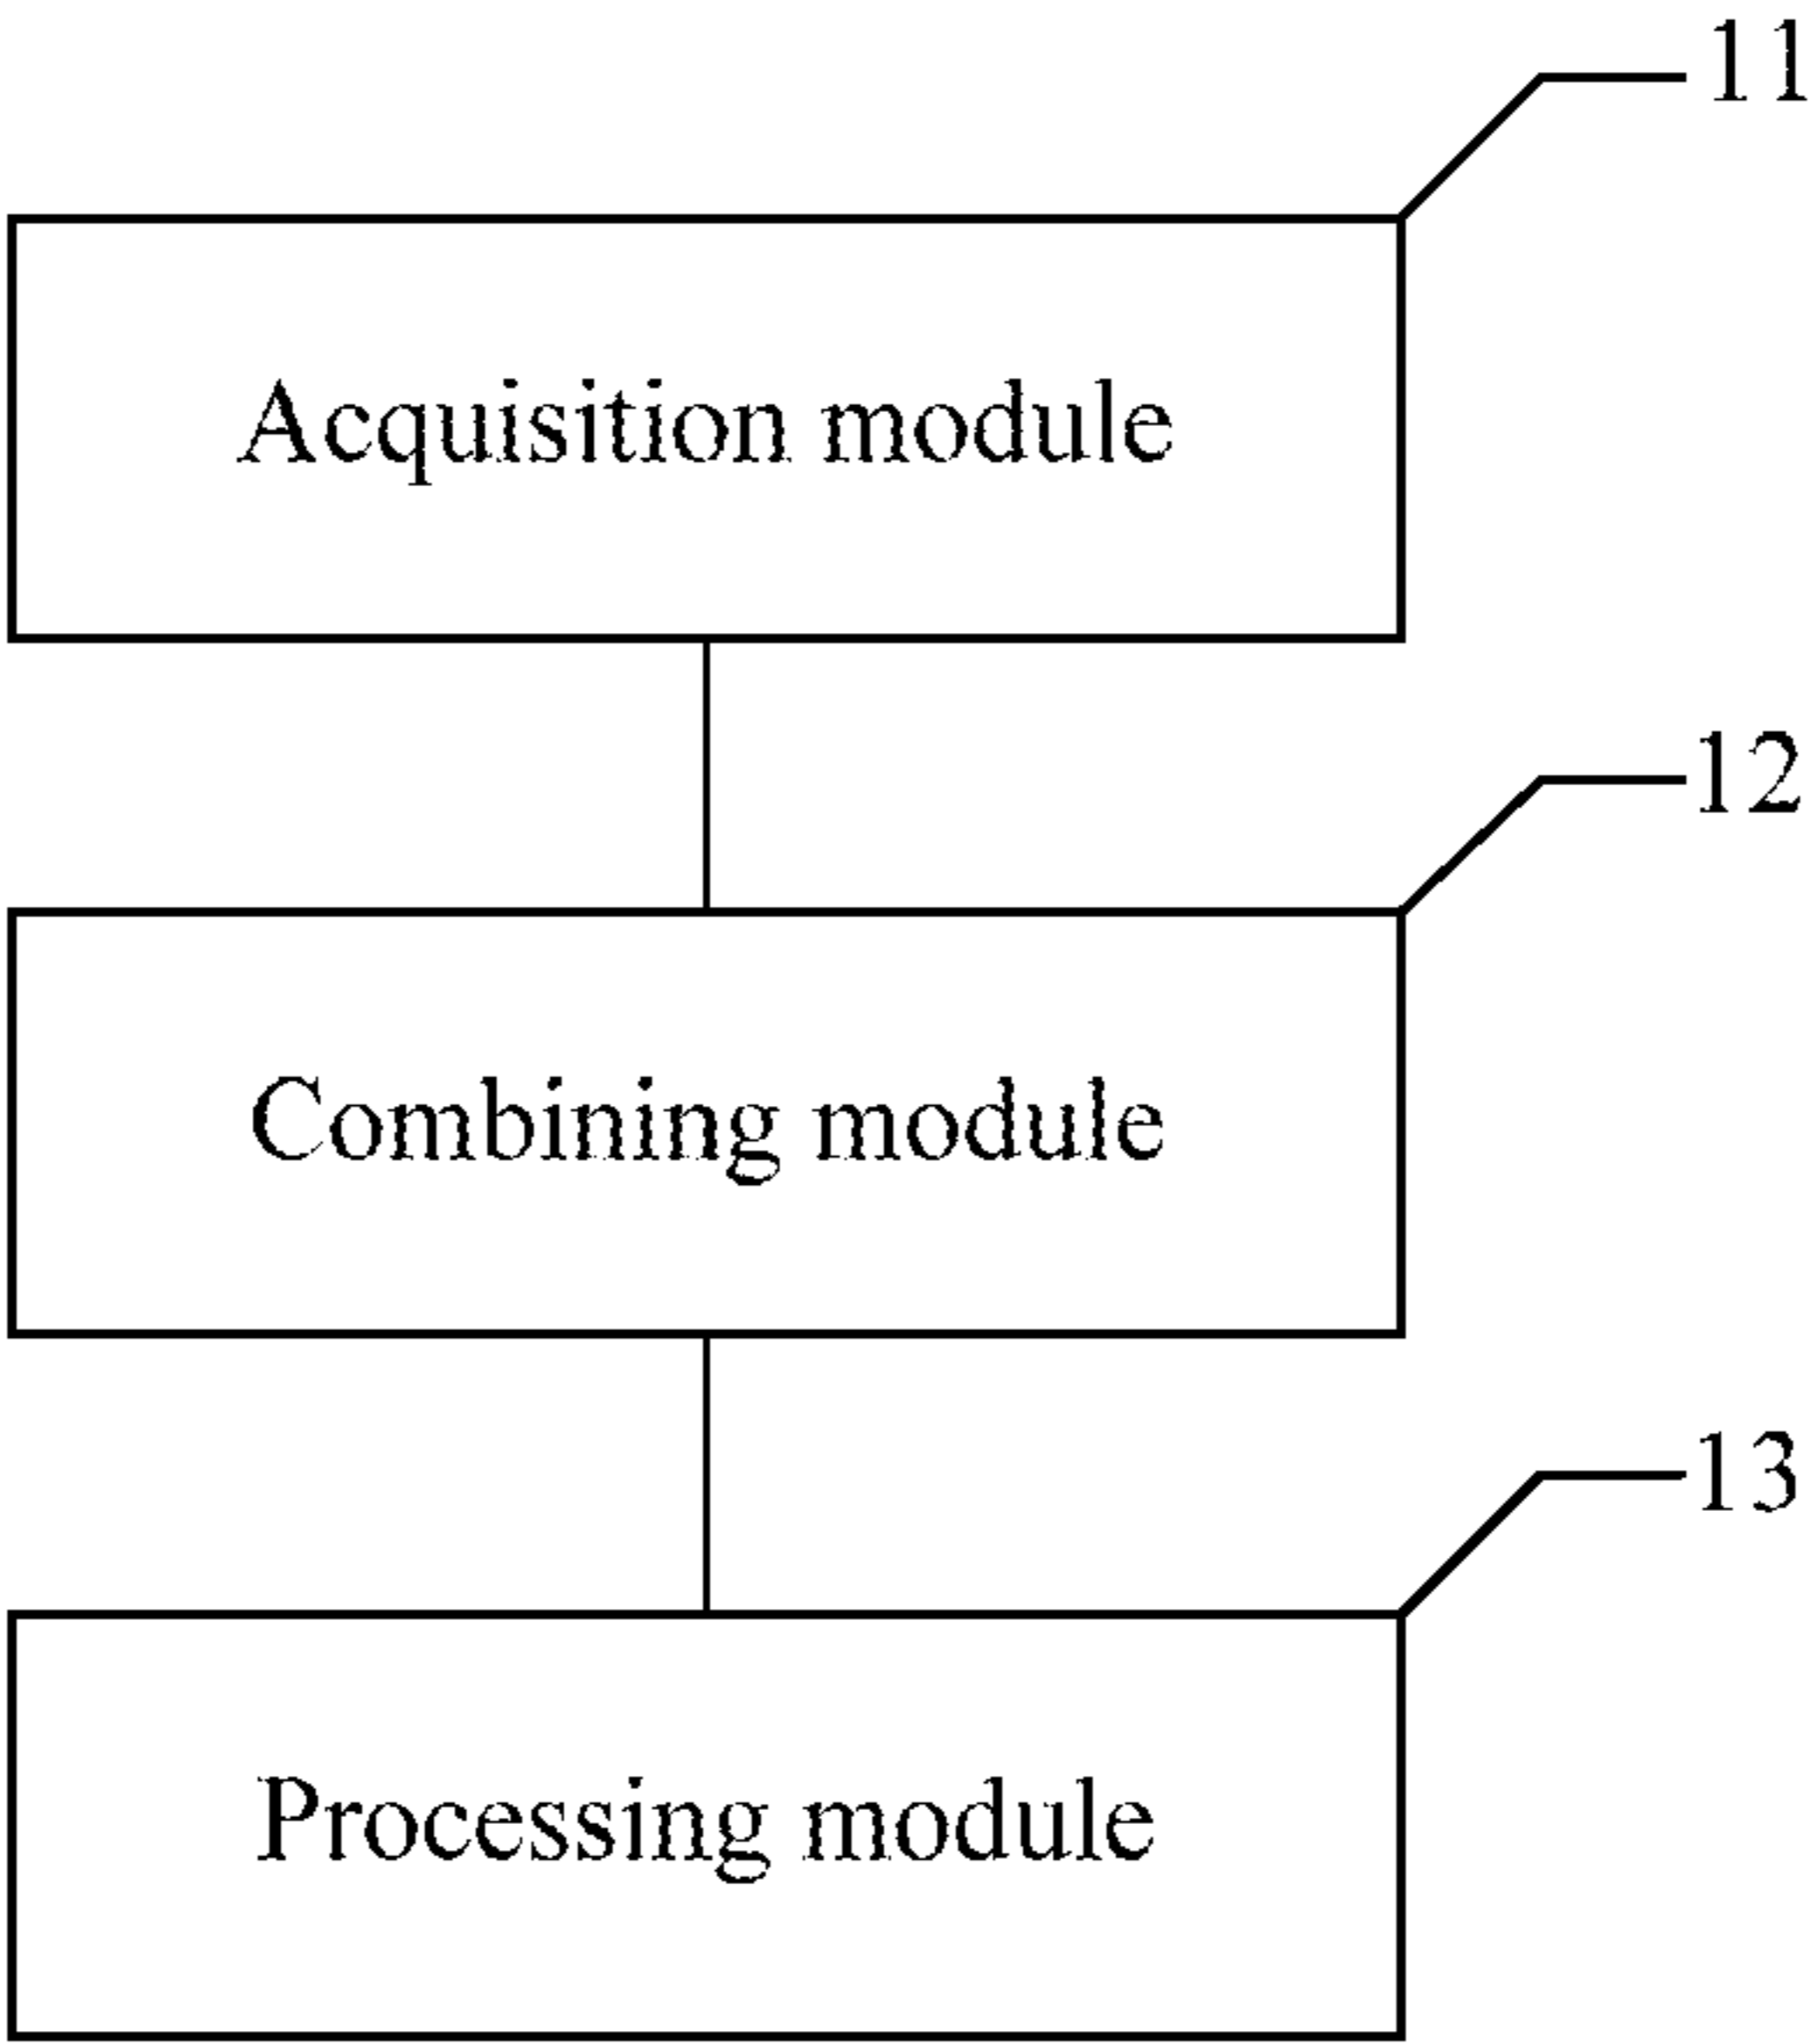 11
Acquisition module
12
Combining module
13
Processing module